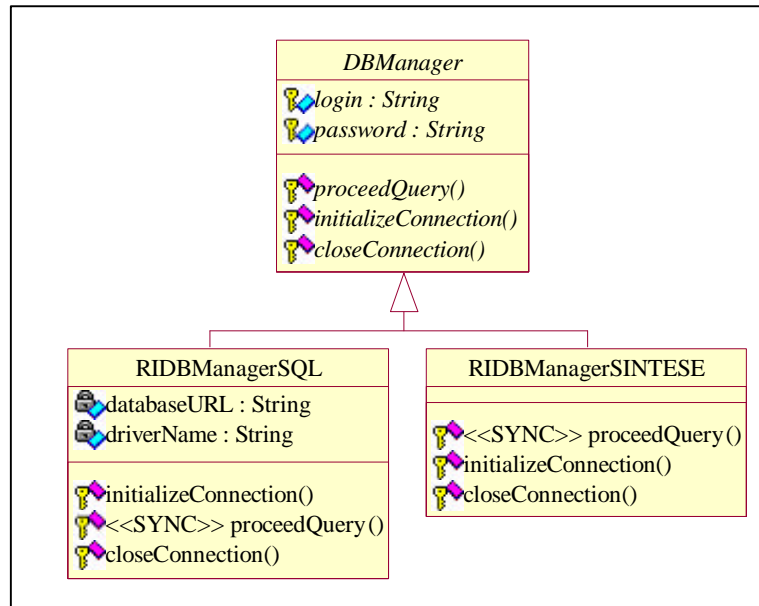 DBManager
login : String
password : String
proceedQuery()
initializeConnection()
closeConnection()
RIDBManagerSQL
databaseURL : String
driverName : String
initializeConnection()
<<SYNC>> proceedQuery()
closeConnection()
RIDBManagerSINTESE
<<SYNC>> proceedQuery()
initializeConnection()
closeConnection()